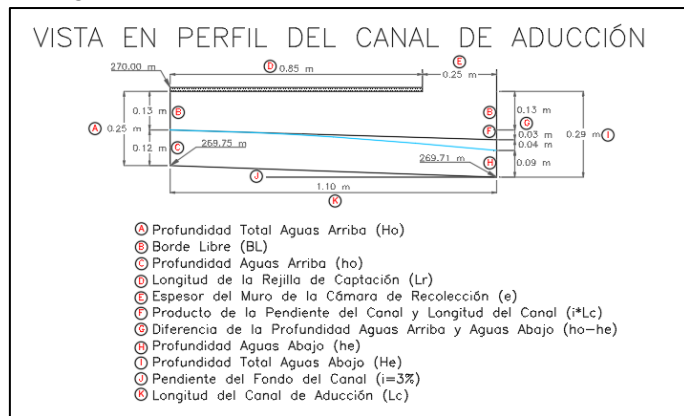 VISTA EN PERFIL DEL CANAL DE ADUCCIÓN
E
D 0.85 m
0.25 m
270.00 m
0.13 m B
B 0.13 m
G
A 0.25 m
F 0.03 m
0.29 m I
0.04 m
0.12 m C
269.75 m
269.71 m
H 0.09 m
J
1.10 m
K
A Profundidad Total Aguas Arriba (Ho)
B Borde Libre (BL)
C Profundidad Aguas Arriba (ho)
D Longitud de la Rejilla de Captación (Lr)
E Espesor del Muro de la Cámara de Recolección (e)
F Producto de la Pendiente del Canal y Longitud del Canal (i*Lc)
G Diferencia de la Profundidad Aguas Arriba y Aguas Abajo (ho-he)
H Profundidad Aguas Abajo (he)
I Profundidad Total Aguas Abajo (He)
J Pendiente del Fondo del Canal (i=3%)
K Longitud del Canal de Aducción (Lc)